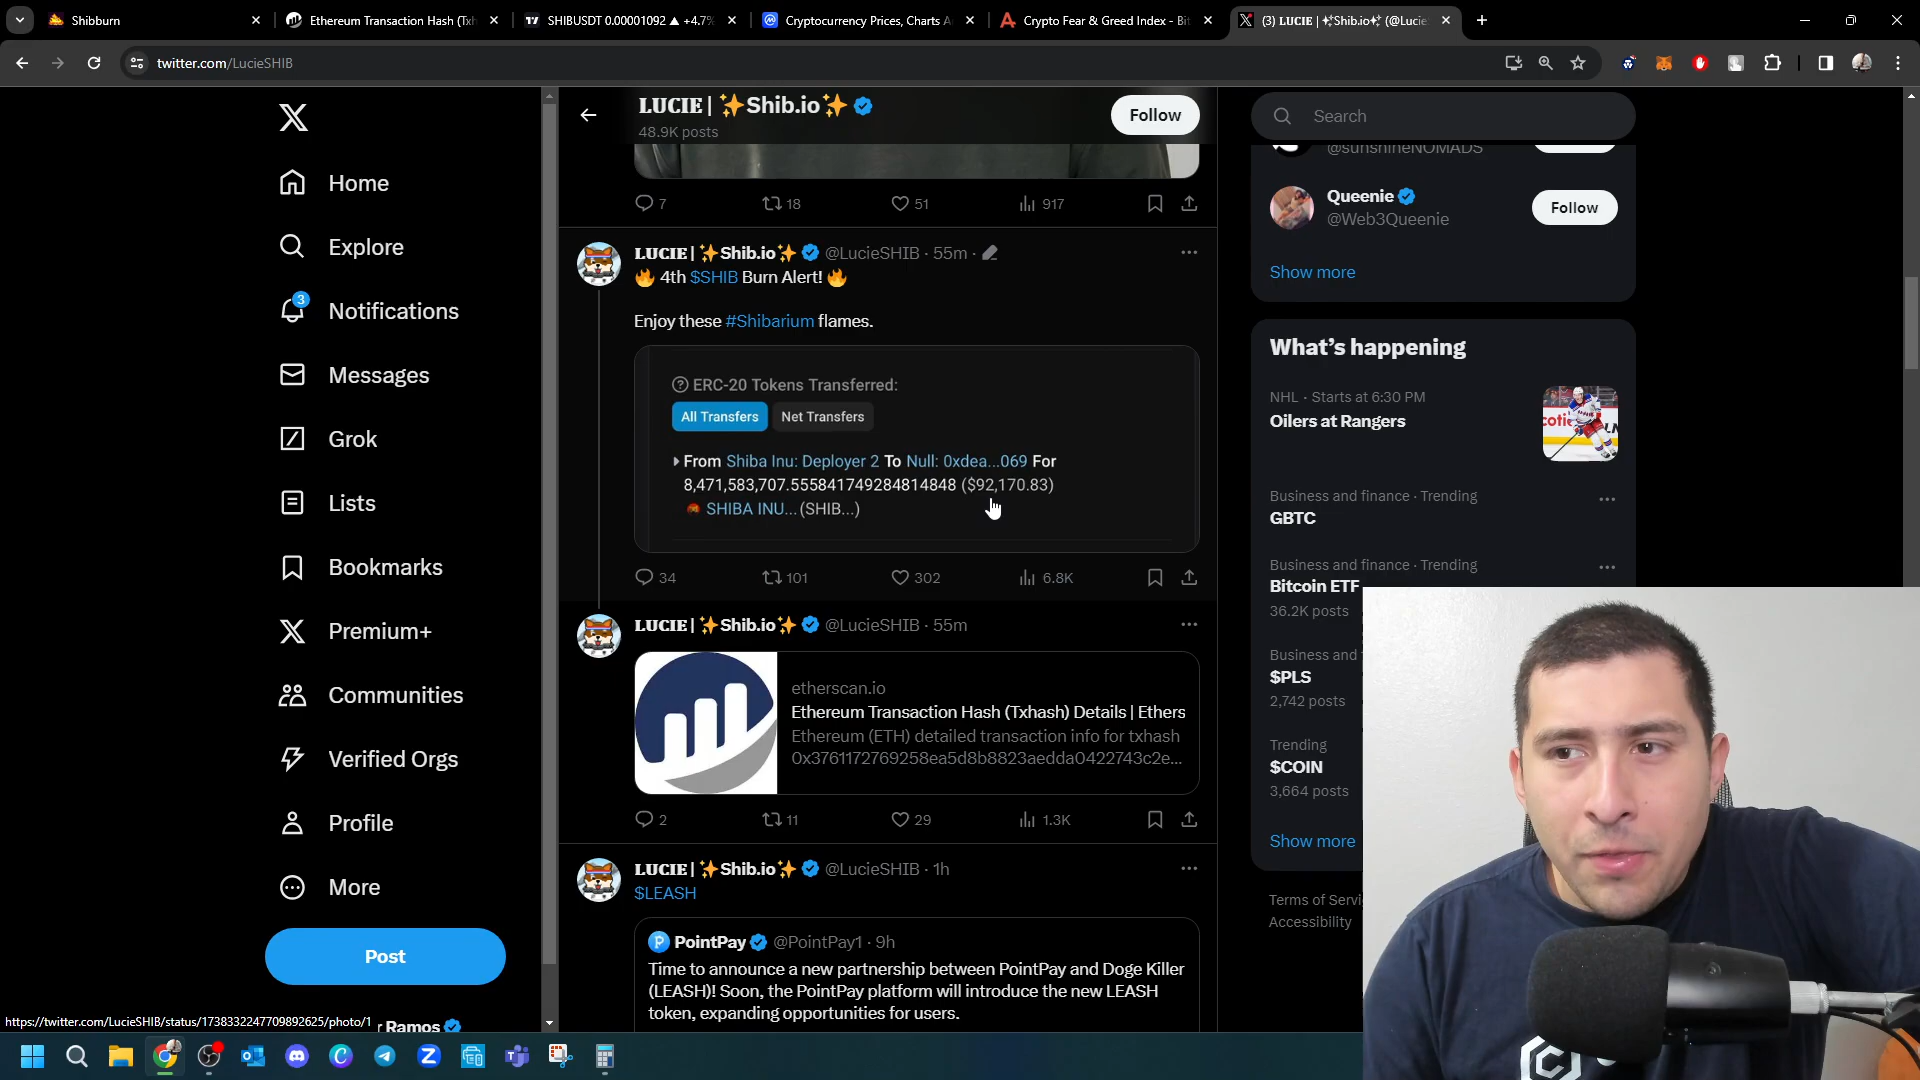 Shibburn
Ethereum Transaction Hash (Txh
SHIBUSDT 0.00001092 ▲ +4.7%
Cryptocurrency Prices, Charts A
Crypto Fear & Greed Index - Bit
(3) LUCIE | ✨Shib.io✨ (@Lucie
twitter.com/LucieSHIB
LUCIE | ✨Shib.io✨
48.9K posts
Follow
Search
@sunshineNOMADS
7 18 51 917
Queenie
@Web3Queenie
Follow
Show more
Home
Explore
3
Notifications
Messages
Grok
Lists
Bookmarks
Premium+
Communities
Verified Orgs
Profile
More
Post
Ramos
LUCIE | ✨Shib.io✨ @LucieSHIB · 55m ·
🔥 4th $SHIB Burn Alert! 🔥
Enjoy these #Shibarium flames.
ERC-20 Tokens Transferred:
All Transfers Net Transfers
From Shiba Inu: Deployer 2 To Null: 0xdea...069 For
8,471,583,707.555841749284814848 ($92,170.83)
SHIBA INU... (SHIB...)
34 101 302 6.8K
LUCIE | ✨Shib.io✨ @LucieSHIB · 55m
etherscan.io
Ethereum Transaction Hash (Txhash) Details | Ethers
Ethereum (ETH) detailed transaction info for txhash
0x3761172769258ea5d8b8823aedda0422743c2e...
2 11 29 1.3K
LUCIE | ✨Shib.io✨ @LucieSHIB · 1h
$LEASH
PointPay @PointPay1 · 9h
Time to announce a new partnership between PointPay and Doge Killer
(LEASH)! Soon, the PointPay platform will introduce the new LEASH
token, expanding opportunities for users.
What's happening
NHL · Starts at 6:30 PM
Oilers at Rangers
Business and finance · Trending
GBTC
Business and finance · Trending
Bitcoin ETF
36.2K posts
Business and
$PLS
2,742 posts
Trending
$COIN
3,664 posts
Show more
Terms of Servi
Accessibility
https://twitter.com/LucieSHIB/status/1738332247709892625/photo/1